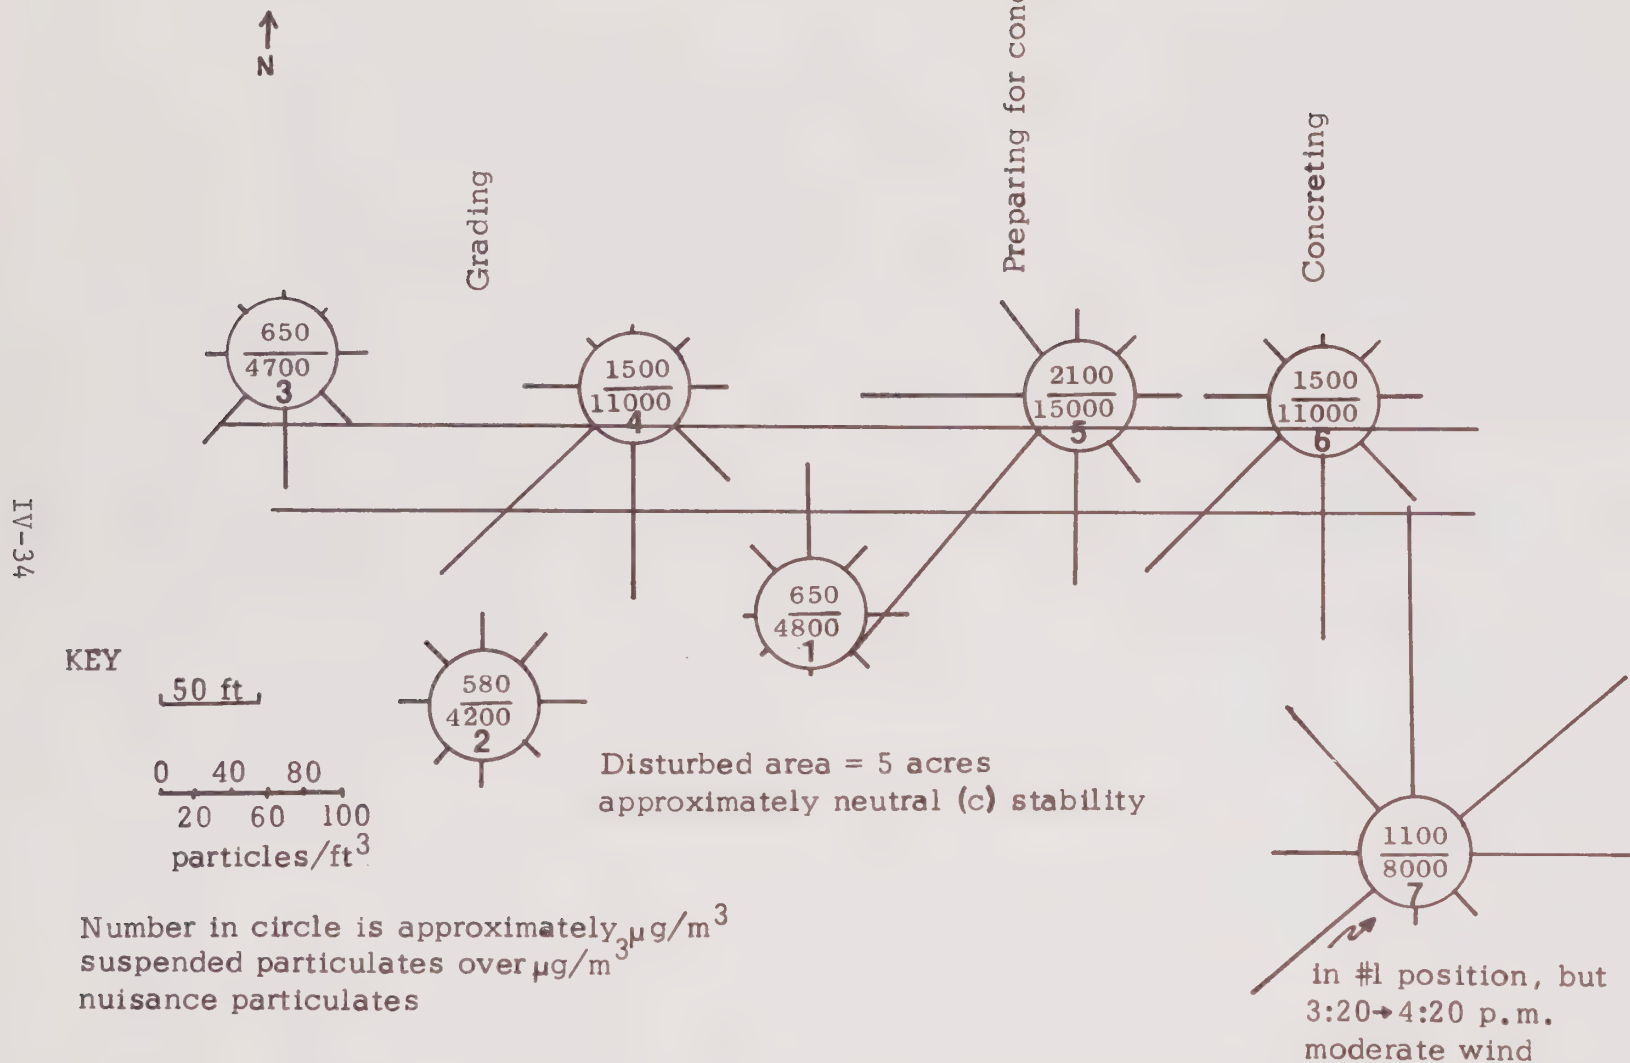 N
Preparing for
Grading
Concreting
650
4700
3
1500
11000
4
2100
15000
5
1500
11000
6
IV-34
650
4800
1
KEY
50 ft
580
4200
2
0 40 80
20 60 100
particles/ft³
Disturbed area = 5 acres
approximately neutral (c) stability
1100
8000
7
Number in circle is approximately μg/m³
suspended particulates over μg/m³
nuisance particulates
in #1 position, but
3:20→4:20 p.m.
moderate wind